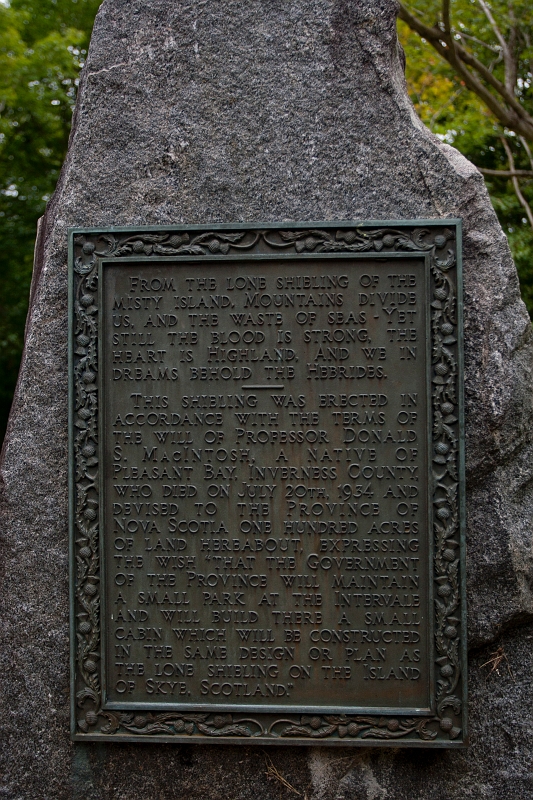 FROM THE LONE SHIELING OF THE
MISTY ISLAND, MOUNTAINS DIVIDE
US, AND THE WASTE OF SEAS - YET
STILL THE BLOOD IS STRONG, THE
HEART IS HIGHLAND, AND WE IN
DREAMS BEHOLD THE HEBRIDES.
THIS SHIELING WAS ERECTED IN
ACCORDANCE WITH THE TERMS OF
THE WILL OF PROFESSOR DONALD
S. MACINTOSH, A NATIVE OF
PLEASANT BAY, INVERNESS COUNTY,
WHO DIED ON JULY 20TH, 1934 AND
DEVISED TO THE PROVINCE OF
NOVA SCOTIA ONE HUNDRED ACRES
OF LAND HEREABOUT, EXPRESSING
THE WISH "THAT THE GOVERNMENT
OF THE PROVINCE WILL MAINTAIN
A SMALL PARK AT THE INTERVALE
AND WILL BUILD THERE A SMALL
CABIN WHICH WILL BE CONSTRUCTED
IN THE SAME DESIGN OR PLAN AS
THE LONE SHIELING ON THE ISLAND
OF SKYE, SCOTLAND."